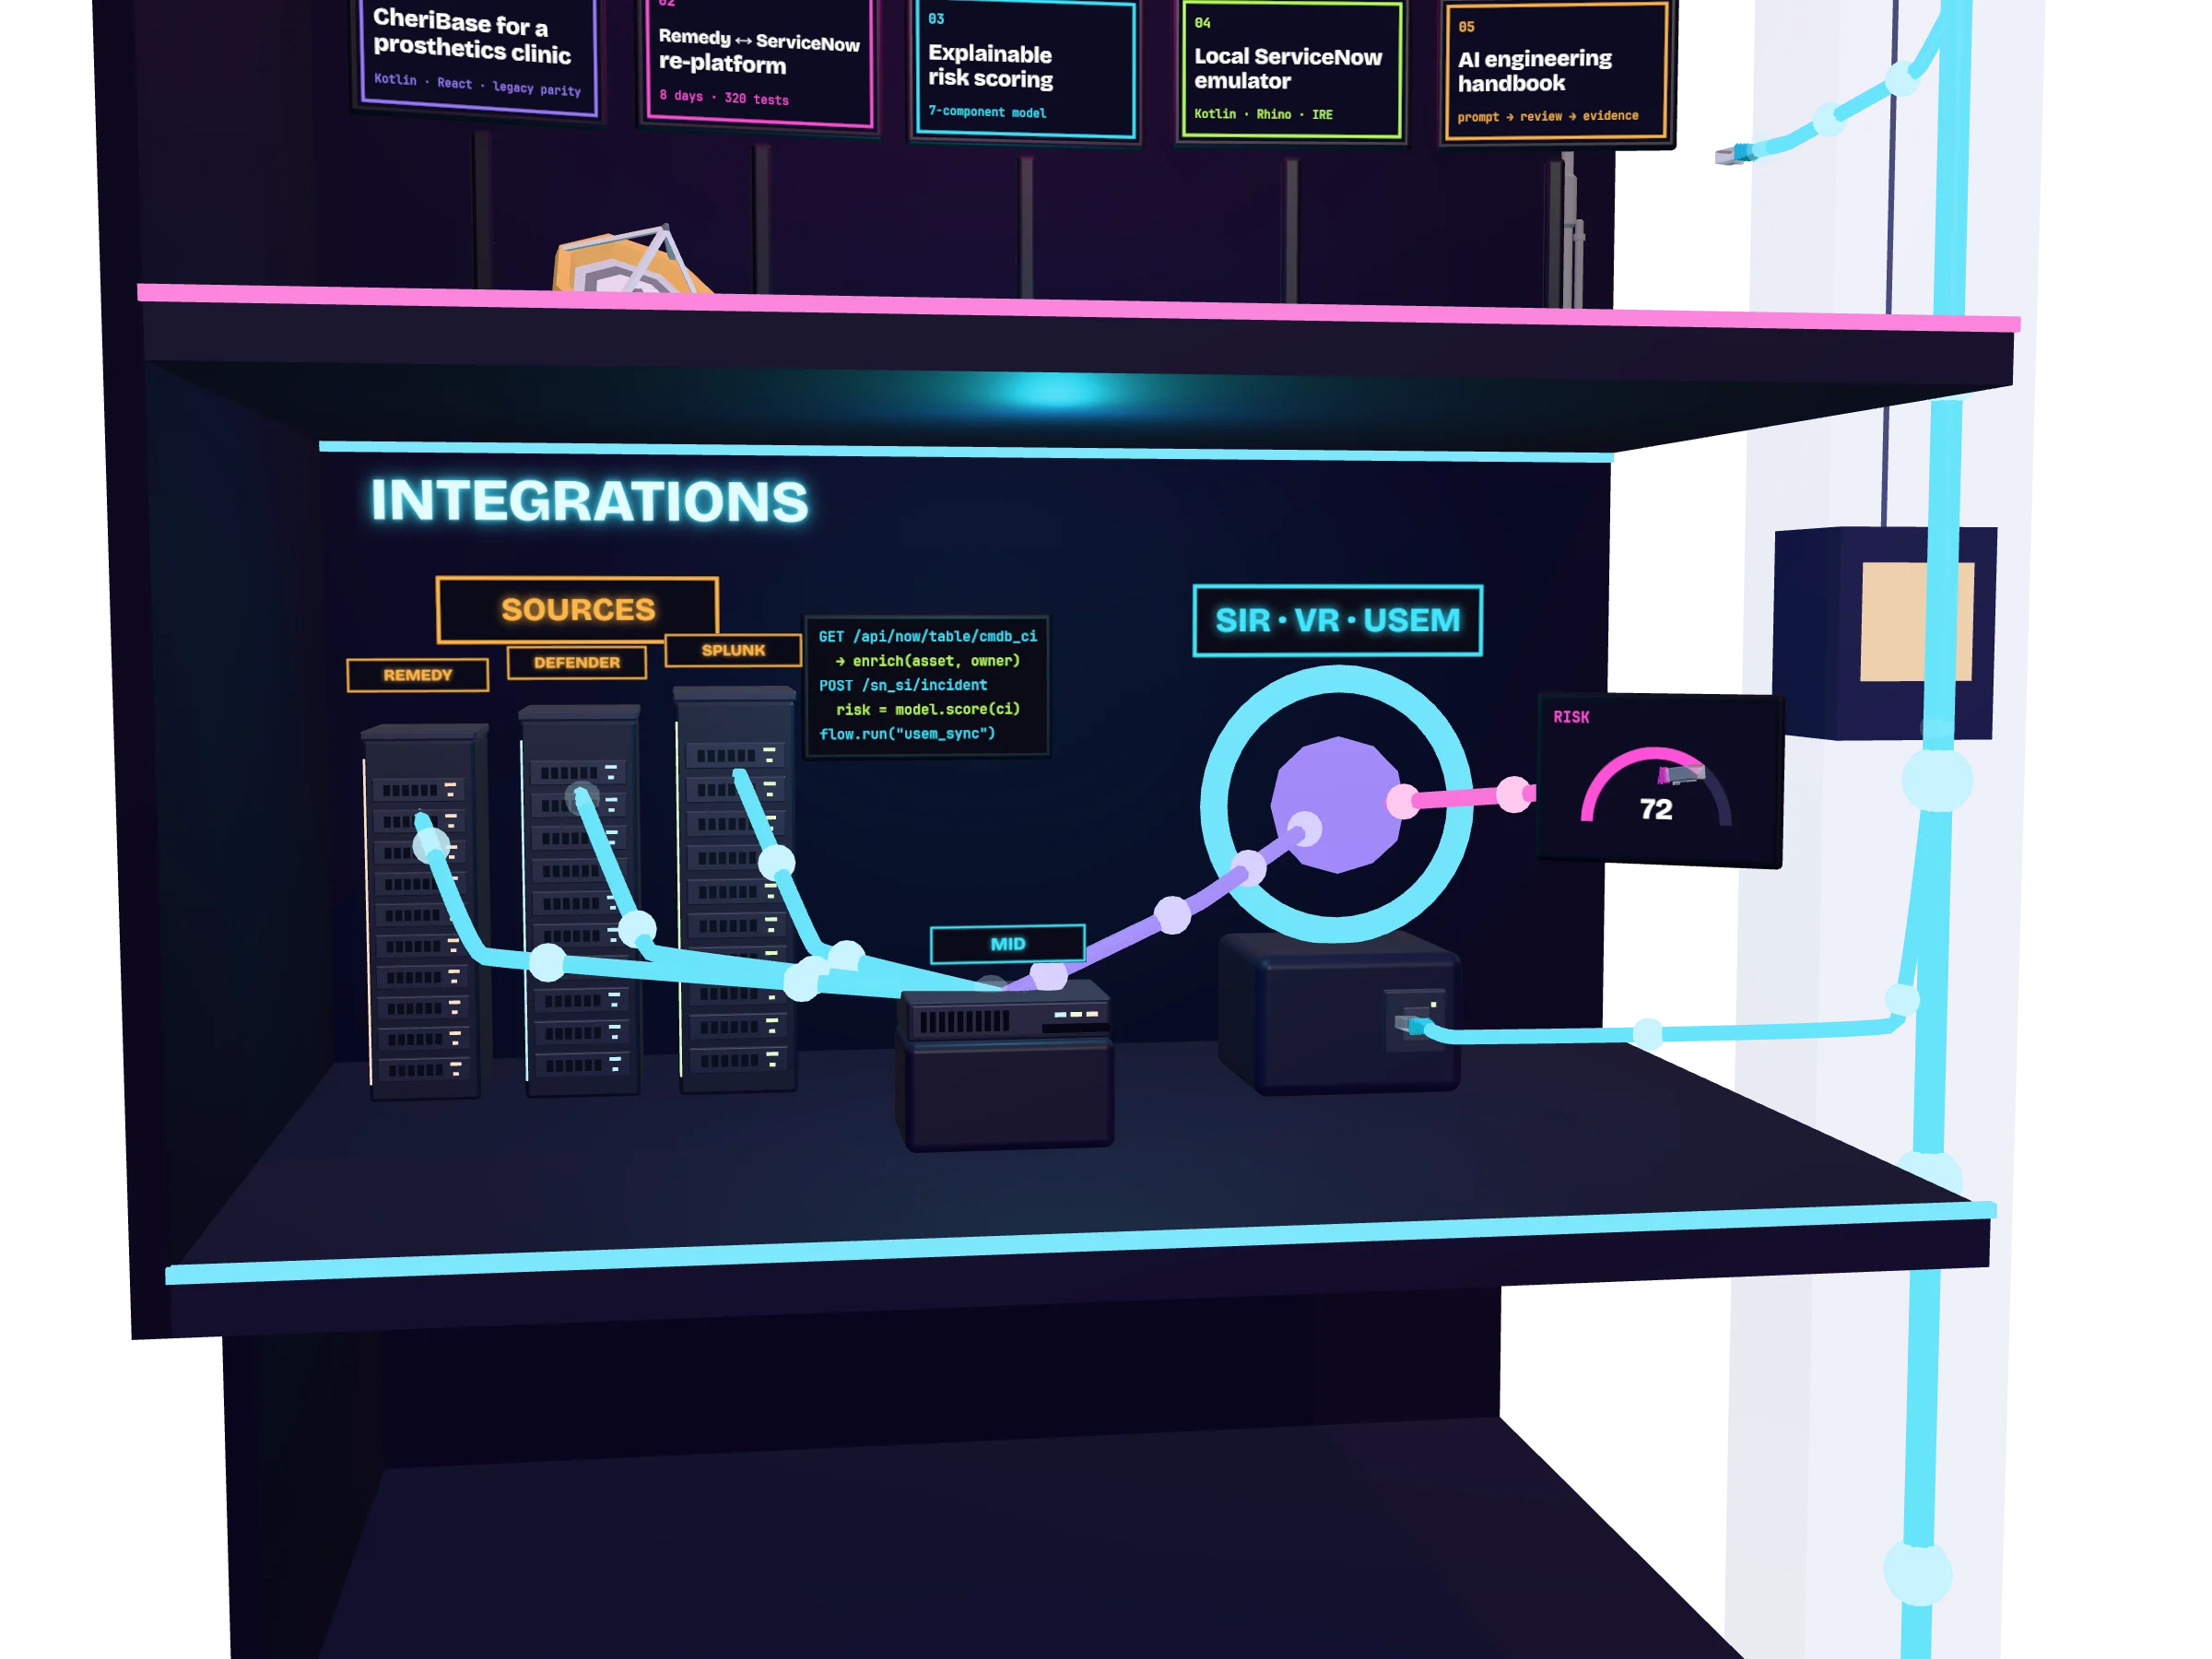 CheriBase for a
prosthetics clinic
Kotlin · React · legacy parity
02
Remedy ↔ ServiceNow
re-platform
8 days · 320 tests
03
Explainable
risk scoring
7-component model
04
Local ServiceNow
emulator
Kotlin · Rhino · IRE
05
AI engineering
handbook
prompt → review → evidence
INTEGRATIONS
SOURCES
REMEDY
DEFENDER
SPLUNK
GET /api/now/table/cmdb_ci
→ enrich(asset, owner)
POST /sn_si/incident
risk = model.score(ci)
flow.run("usem_sync")
SIR · VR · USEM
RISK
72
MID